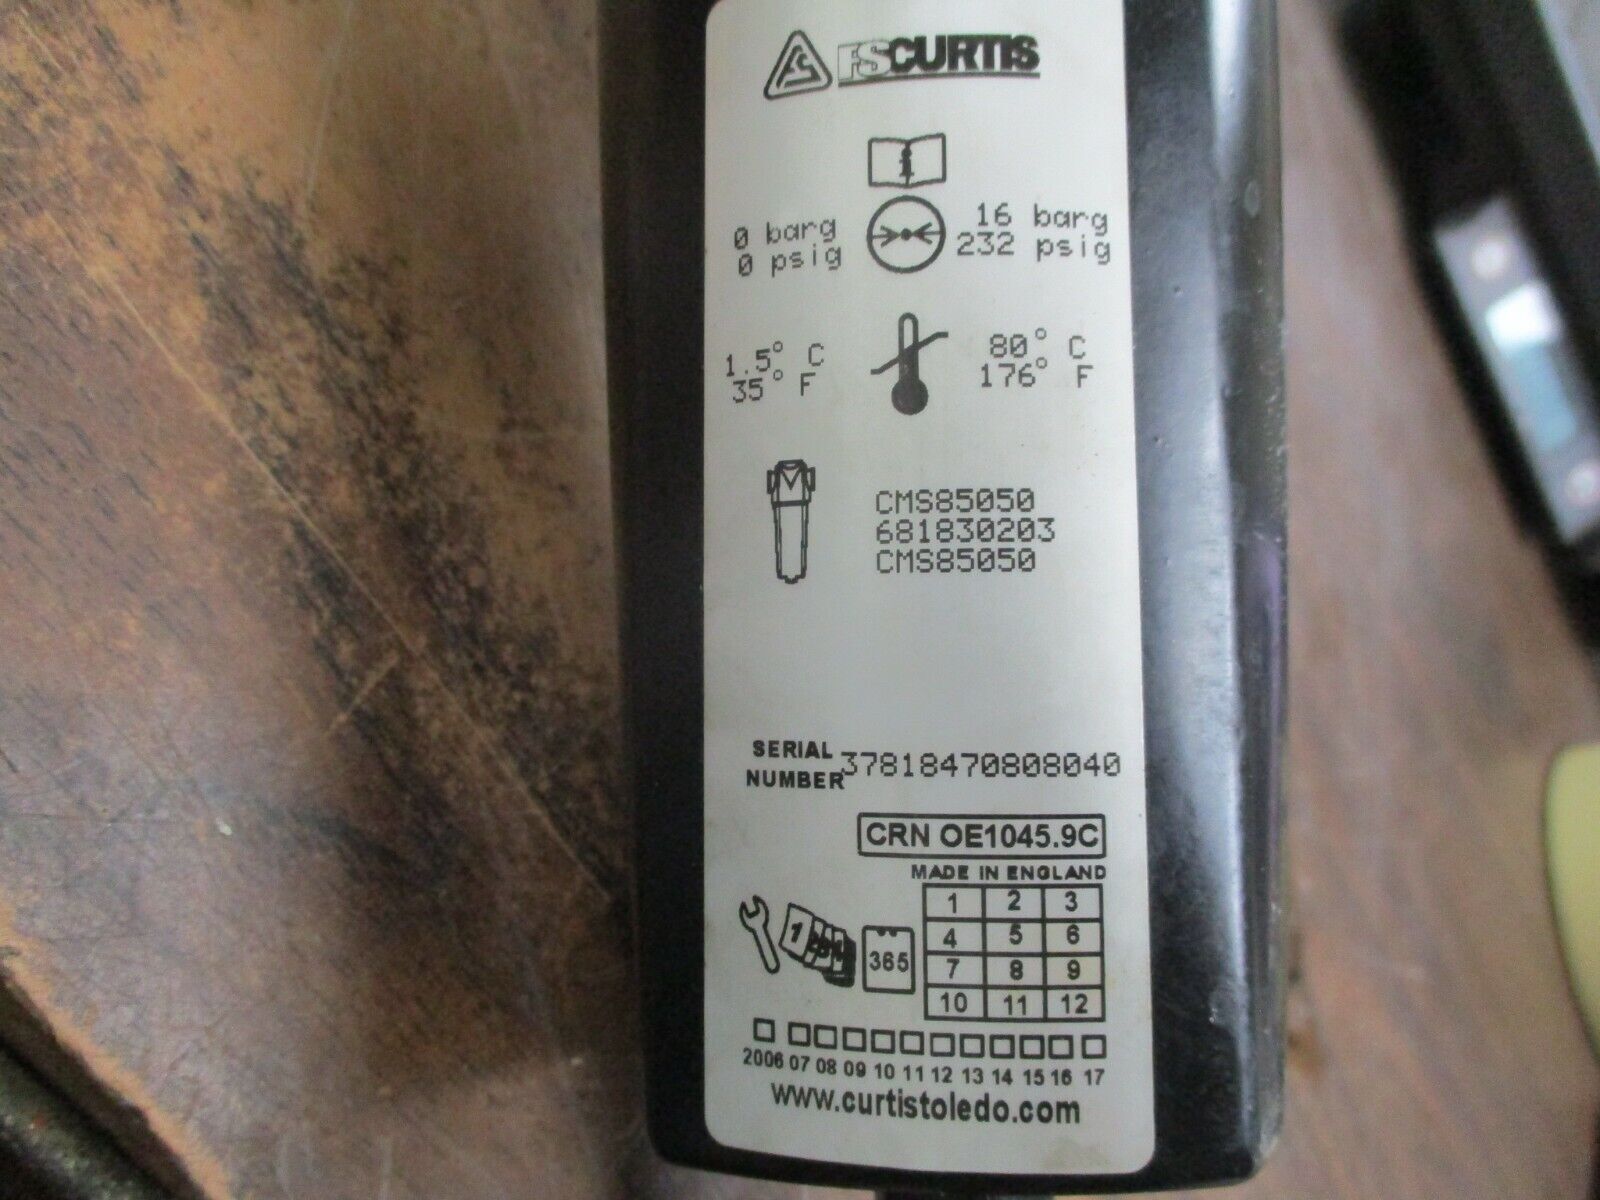 FSCURTIS
0 barg 16 barg
0 psig 232 psig
1.5° C 80° C
35° F 176° F
CMS85050
681830203
CMS85050
SERIAL
NUMBER 37818470808040
CRN OE1045.9C
MADE IN ENGLAND
1 2 3
4 5 6
7 8 9
10 11 12
365
2006 07 08 09 10 11 12 13 14 15 16 17
www.curtistoledo.com